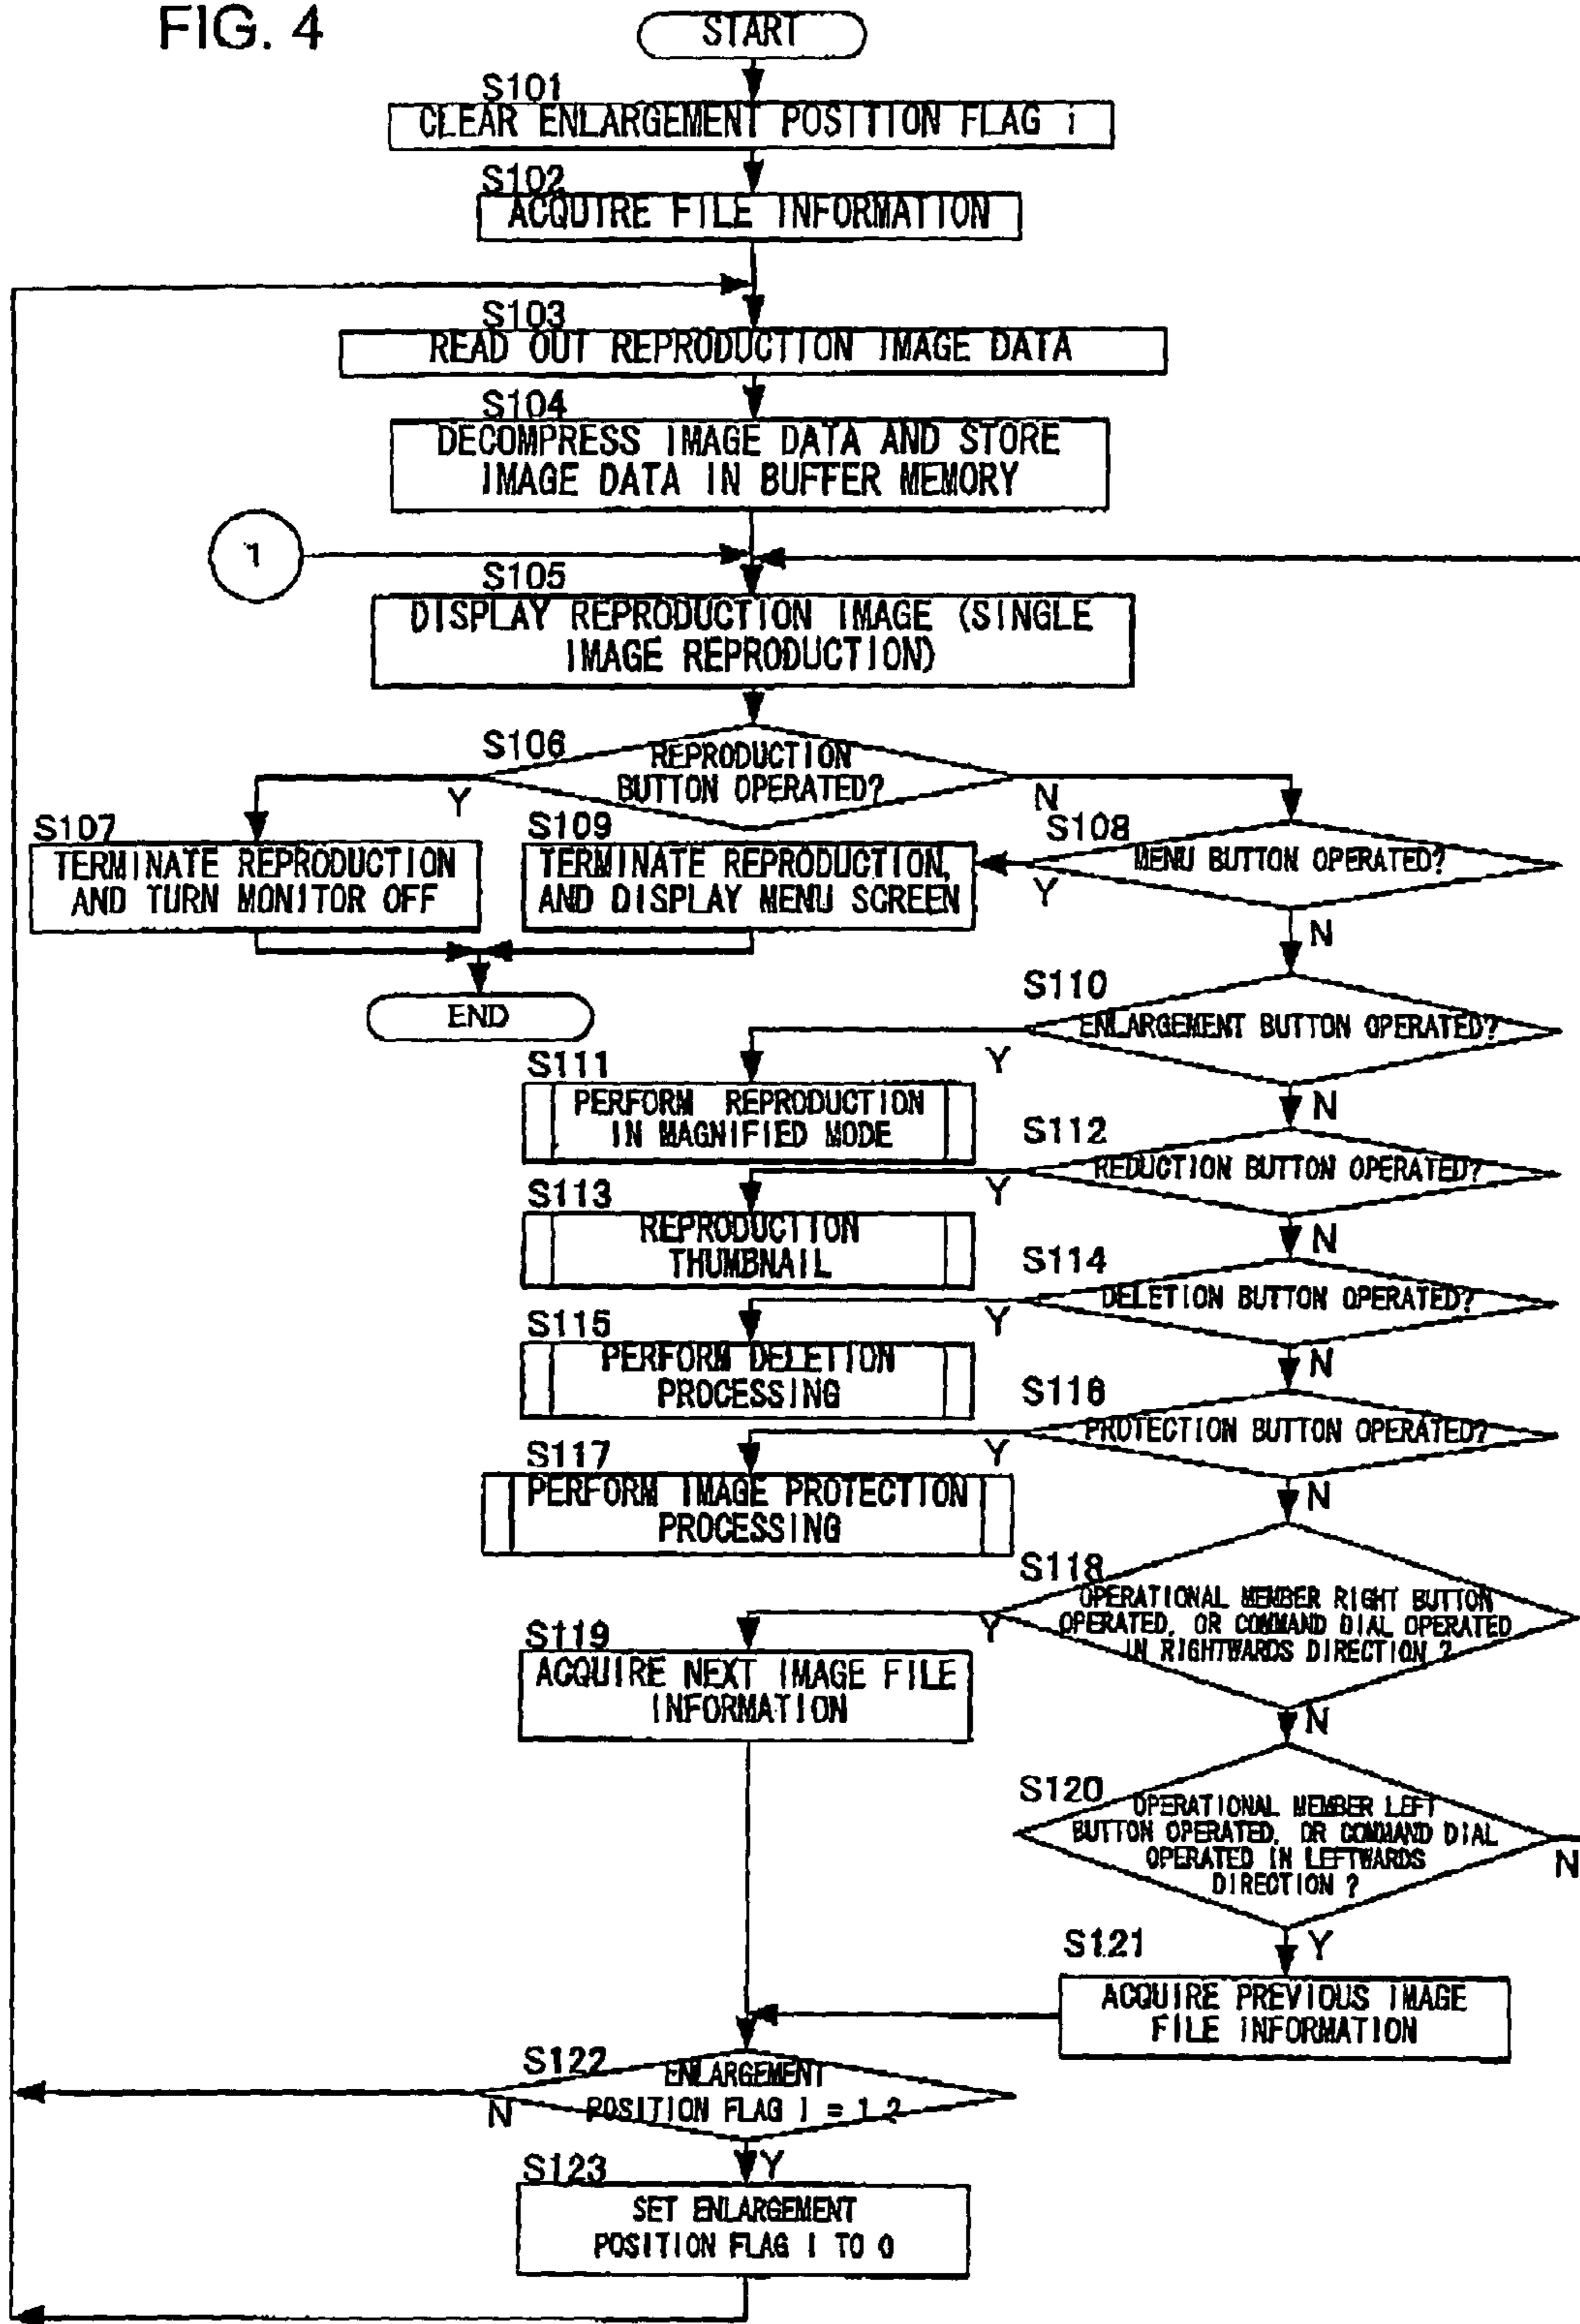 FIG. 4
START
S101
CLEAR ENLARGEMENT POSITION FLAG i
S102
ACQUIRE FILE INFORMATION
S103
READ OUT REPRODUCTION IMAGE DATA
S104
DECOMPRESS IMAGE DATA AND STORE
IMAGE DATA IN BUFFER MEMORY
1
S105
DISPLAY REPRODUCTION IMAGE (SINGLE
IMAGE REPRODUCTION)
S106
REPRODUCTION
BUTTON OPERATED?
Y
N
S107
TERMINATE REPRODUCTION
AND TURN MONITOR OFF
S109
TERMINATE REPRODUCTION,
AND DISPLAY MENU SCREEN
S108
MENU BUTTON OPERATED?
Y
N
END
S110
ENLARGEMENT BUTTON OPERATED?
Y
N
S111
PERFORM REPRODUCTION
IN MAGNIFIED MODE
S112
REDUCTION BUTTON OPERATED?
Y
N
S113
REPRODUCTION
THUMBNAIL
S114
DELETION BUTTON OPERATED?
Y
N
S115
PERFORM DELETION
PROCESSING
S116
PROTECTION BUTTON OPERATED?
Y
N
S117
PERFORM IMAGE PROTECTION
PROCESSING
S118
OPERATIONAL MEMBER RIGHT BUTTON
OPERATED, OR COMMAND DIAL OPERATED
IN RIGHTWARDS DIRECTION ?
Y
N
S119
ACQUIRE NEXT IMAGE FILE
INFORMATION
S120
OPERATIONAL MEMBER LEFT
BUTTON OPERATED, OR COMMAND DIAL
OPERATED IN LEFTWARDS
DIRECTION ?
N
Y
S121
ACQUIRE PREVIOUS IMAGE
FILE INFORMATION
S122
ENLARGEMENT
POSITION FLAG I = 1 ?
N
Y
S123
SET ENLARGEMENT
POSITION FLAG I TO 0